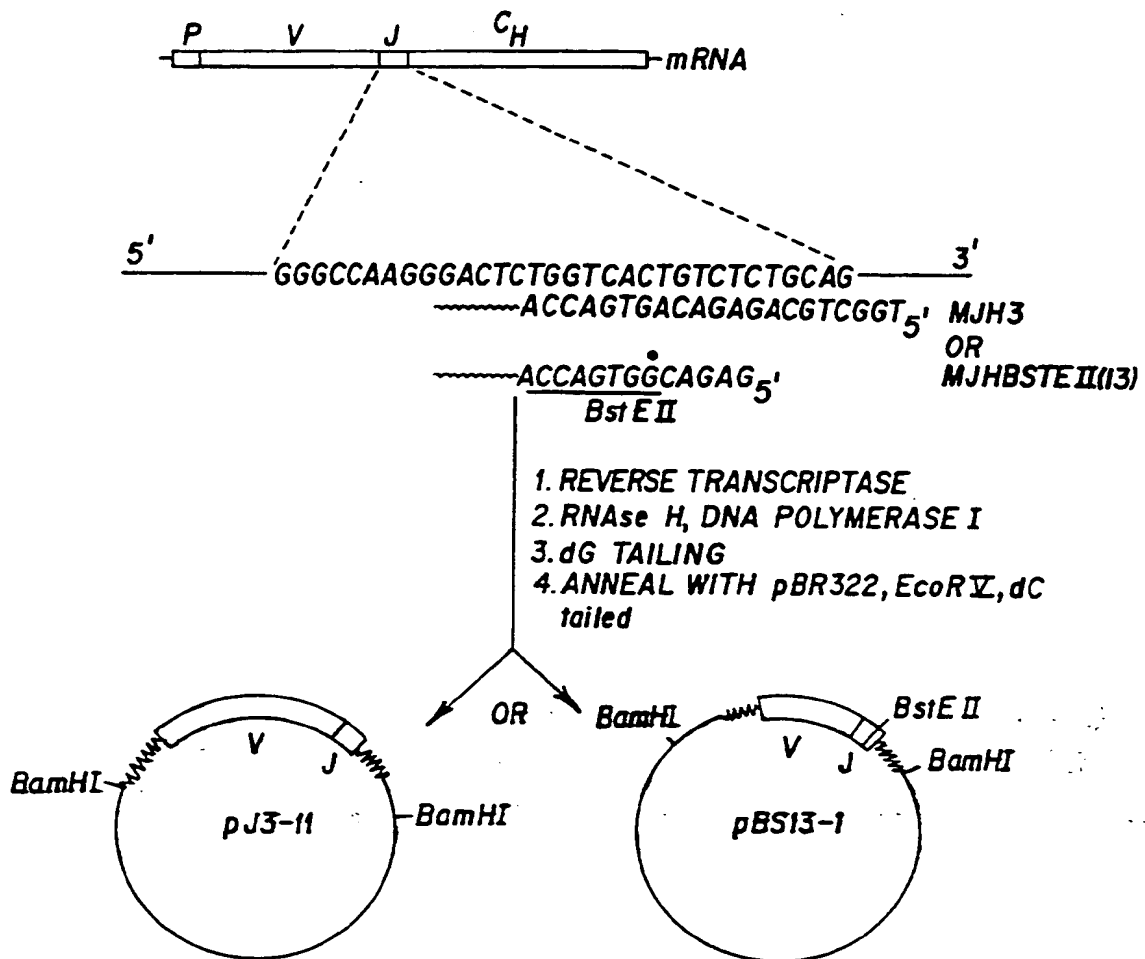 P V J CH
mRNA
5' GGGCCAAGGGACTCTGGTCACTGTCTCTGCAG 3'
ACCAGTGACAGAGACGTCGGT5' MJH3
OR
MJHBSTEII(13)
ACCAGTGGCAGAG5'
BstEII
1. REVERSE TRANSCRIPTASE
2. RNAse H, DNA POLYMERASE I
3. dG TAILING
4. ANNEAL WITH pBR322, EcoRV, dC
tailed
OR
BamHI
V
J
BamHI
pJ3-11
BamHI
V
J
BstEII
BamHI
pBS13-1